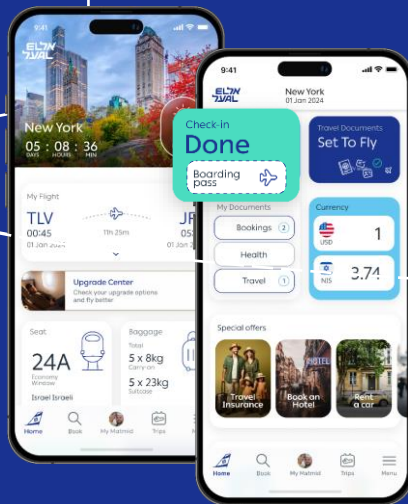 9:41
ELAL
אלעל
New York
05 : 08 : 36
DAYS HOURS MIN
My Flight
TLV
00:45
01 Jan
11h 25m
Upgrade Center
Check your upgrade options
and fly better
Seat
24A
Economy
Window
Israel Israeli
Baggage
Total
5 x 8kg
Carry-on
5 x 23kg
Suitcase
Home
Book
My Matmid
Trips
9:41
ELAL
אלעל
New York
01 Jan 2024
Check-in
Done
Boarding
pass
Travel Documents
Set To Fly
My Documents
Bookings 2
Health
Travel 1
Currency
USD
1
NIS
3.74
Special offers
Travel
Insurance
Book an
Hotel
HOTEL
Rent
a car
Home
Book
My Matmid
Trips
Menu